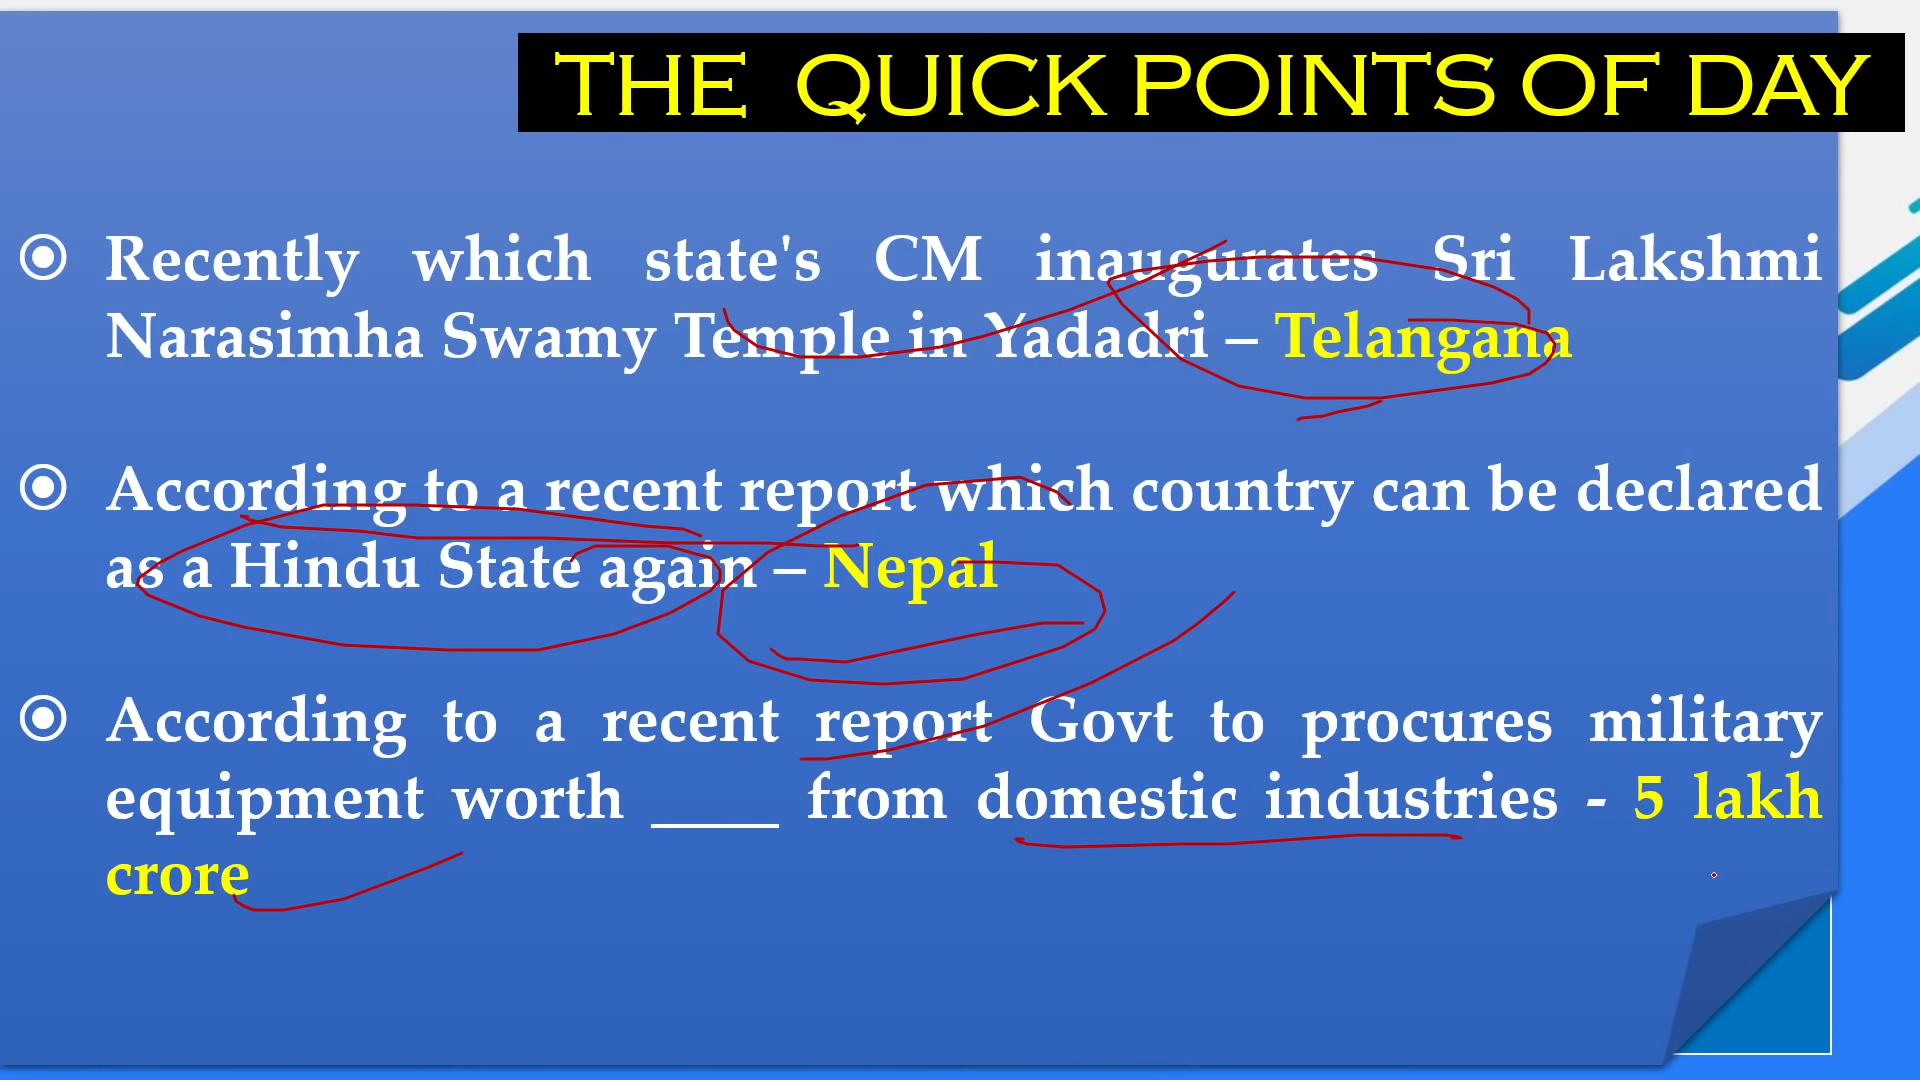 THE QUICK POINTS OF DAY
Recently which state's CM inaugurates Sri Lakshmi
Narasimha Swamy Temple in Yadadri – Telangana
According to a recent report which country can be declared
as a Hindu State again – Nepal
According to a recent report Govt to procures military
equipment worth ____ from domestic industries - 5 lakh
crore